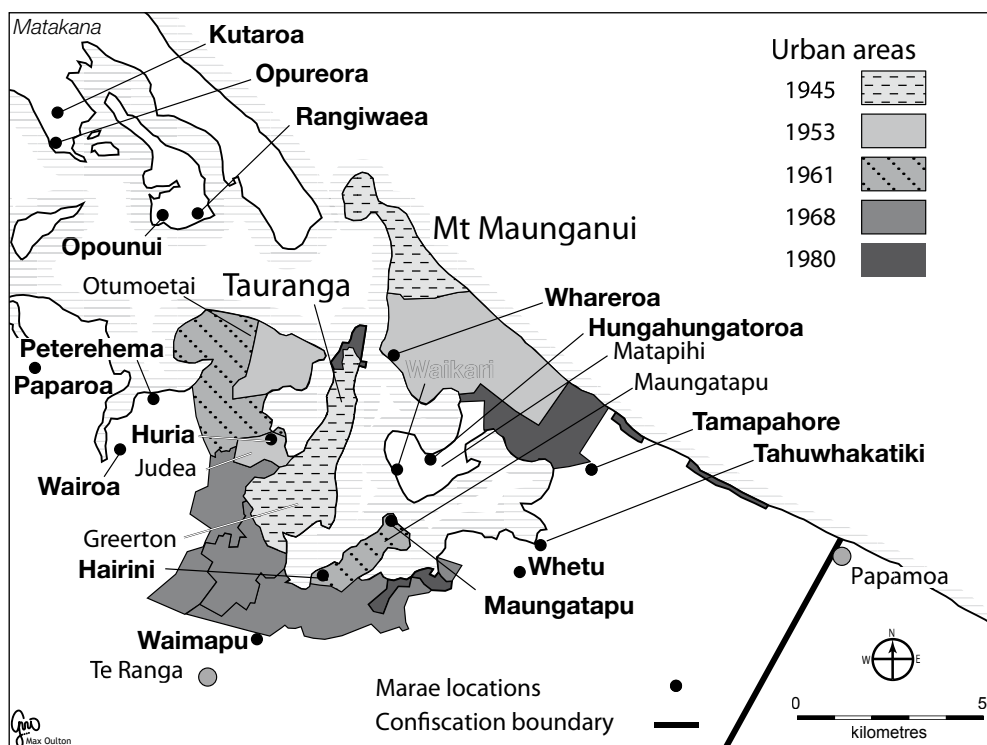 Matakana
Kutaroa
Opureora
Rangiwaea
Opounui
Otumoetai
Tauranga
Mt Maunganui
Urban areas
1945
1953
1961
1968
1980
Whareroa
Hungahungatoroa
Matapihi
Maungatapu
Waikari
Peterehema
Paparoa
Huria
Judea
Wairoa
Tamapahore
Tahuwhakatiki
Greerton
Hairini
Whetu
Maungatapu
Papamoa
Waimapu
Te Ranga
N
W E
S
Marae locations
Confiscation boundary
0 5
kilometres
Max Oulton